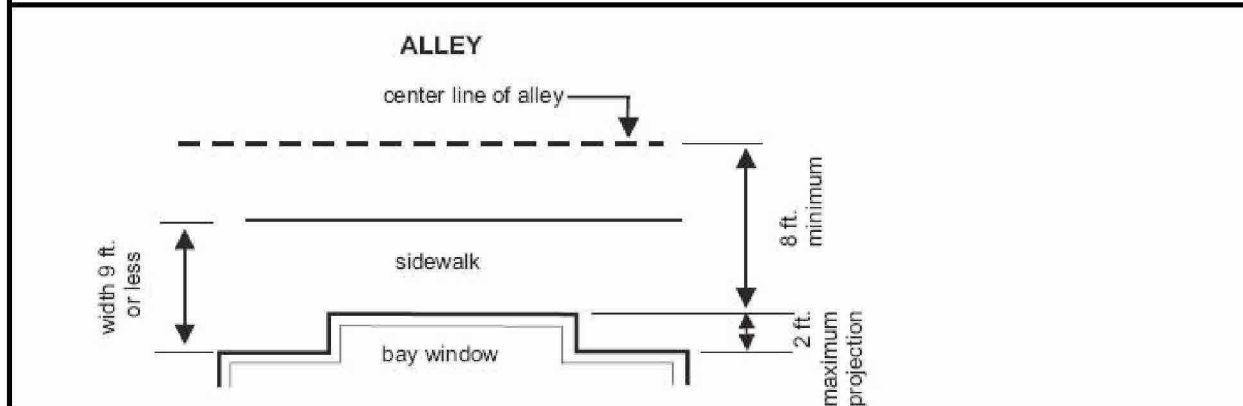 ALLEY
center line of alley
width 9 ft.
or less
sidewalk
8 ft.
minimum
bay window
2 ft.
maximum
projection